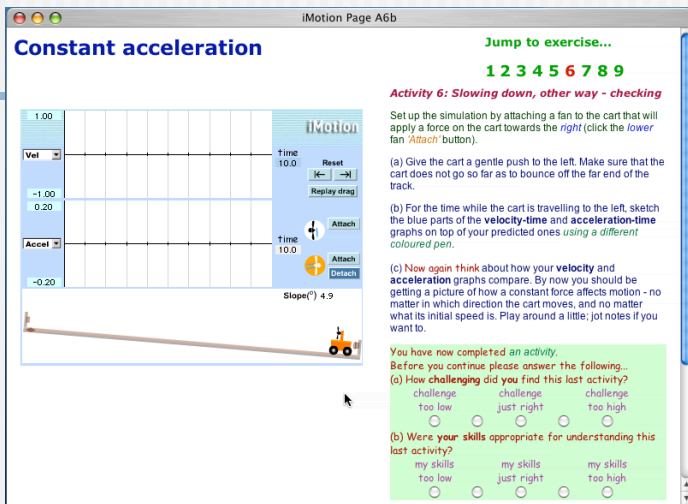 iMotion Page A6b
Constant acceleration
Jump to exercise...
1 2 3 4 5 6 7 8 9
Activity 6: Slowing down, other way - checking
Set up the simulation by attaching a fan to the cart that will
apply a force on the cart towards the right (click the lower
fan 'Attach' button).
(a) Give the cart a gentle push to the left. Make sure that the
cart does not go so far as to bounce off the far end of the
track.
(b) For the time while the cart is travelling to the left, sketch
the blue parts of the velocity-time and acceleration-time
graphs on top of your predicted ones using a different
coloured pen.
(c) Now again think about how your velocity and
acceleration graphs compare. By now you should be
getting a picture of how a constant force affects motion - no
matter in which direction the cart moves, and no matter
what its initial speed is. Play around a little; jot notes if you
want to.
You have now completed an activity.
Before you continue please answer the following...
(a) How challenging did you find this last activity?
challenge challenge challenge
too low just right too high
(b) Were your skills appropriate for understanding this
last activity?
my skills my skills my skills
too low just right too high
1.00
iMotion
Vel
time
10.0
Reset
-1.00
Replay drag
0.20
Attach
Accel
time
10.0
Attach
Detach
-0.20
Slope(°) 4.9